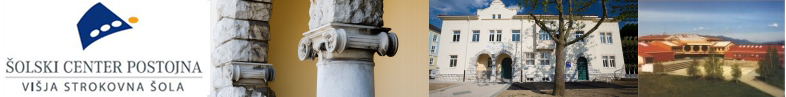 ŠOLSKI CENTER POSTOJNA
VIŠJA STROKOVNA ŠOLA